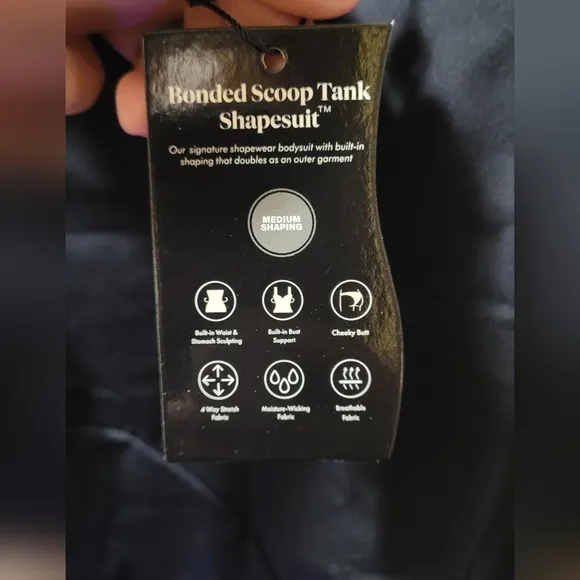 Bonded Scoop Tank
Shapesuit™
Our signature shapewear bodysuit with built-in
shaping that doubles as an outer garment
MEDIUM
SHAPING
Built-in Waist &
Stomach Sculpting
Built-in Bust
Support
Cheeky Butt
4 Way Stretch
Fabric
Moisture-Wicking
Fabric
Breathable
Fabric